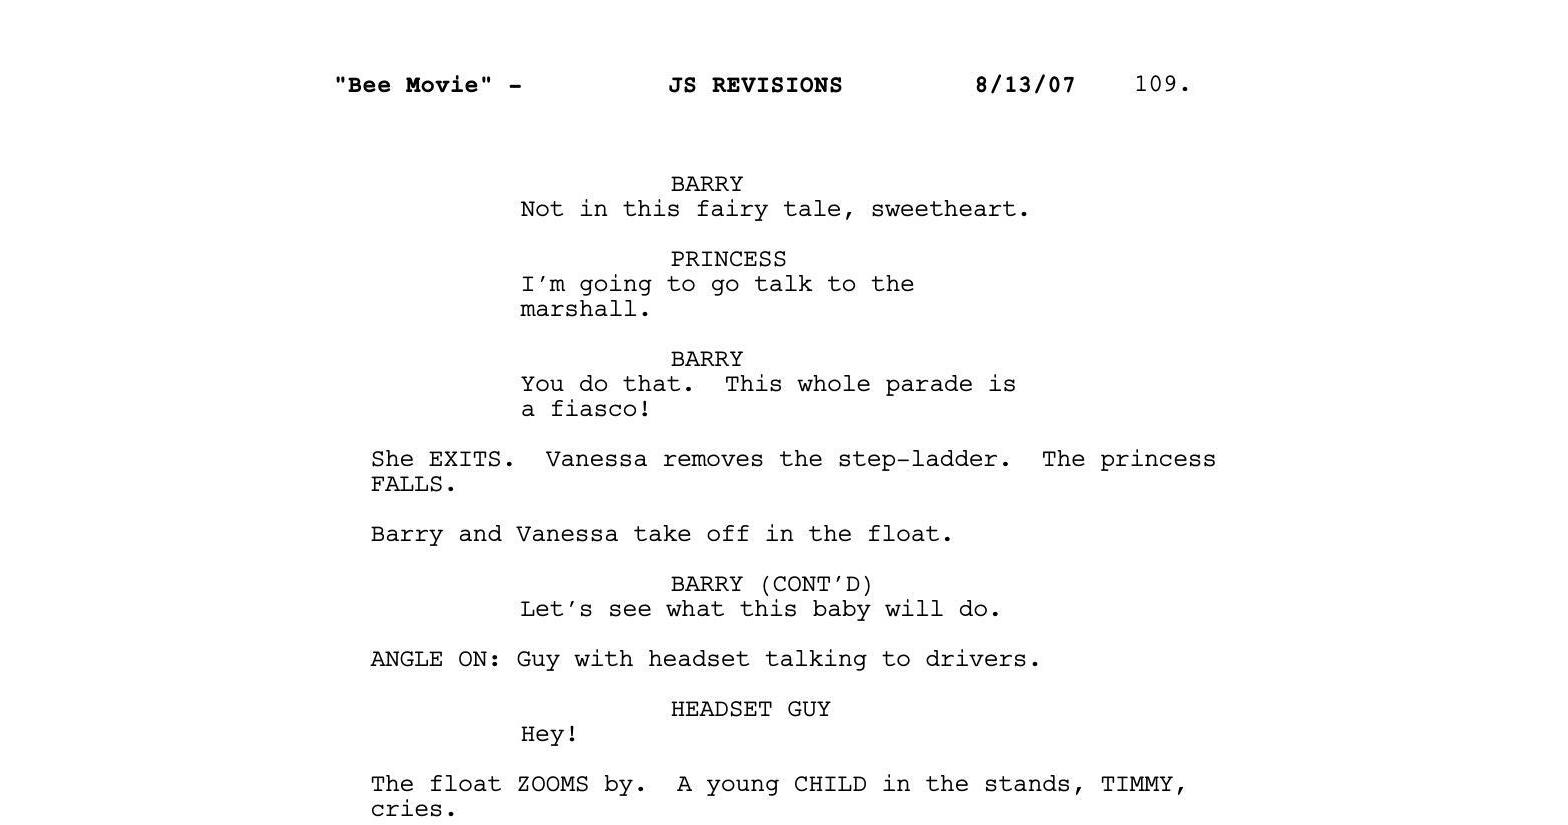 "Bee Movie" - JS REVISIONS 8/13/07 109.
BARRY
Not in this fairy tale, sweetheart.
PRINCESS
I'm going to go talk to the
marshall.
BARRY
You do that.  This whole parade is
a fiasco!
She EXITS.  Vanessa removes the step-ladder.  The princess
FALLS.
Barry and Vanessa take off in the float.
BARRY (CONT'D)
Let's see what this baby will do.
ANGLE ON: Guy with headset talking to drivers.
HEADSET GUY
Hey!
The float ZOOMS by.  A young CHILD in the stands, TIMMY,
cries.